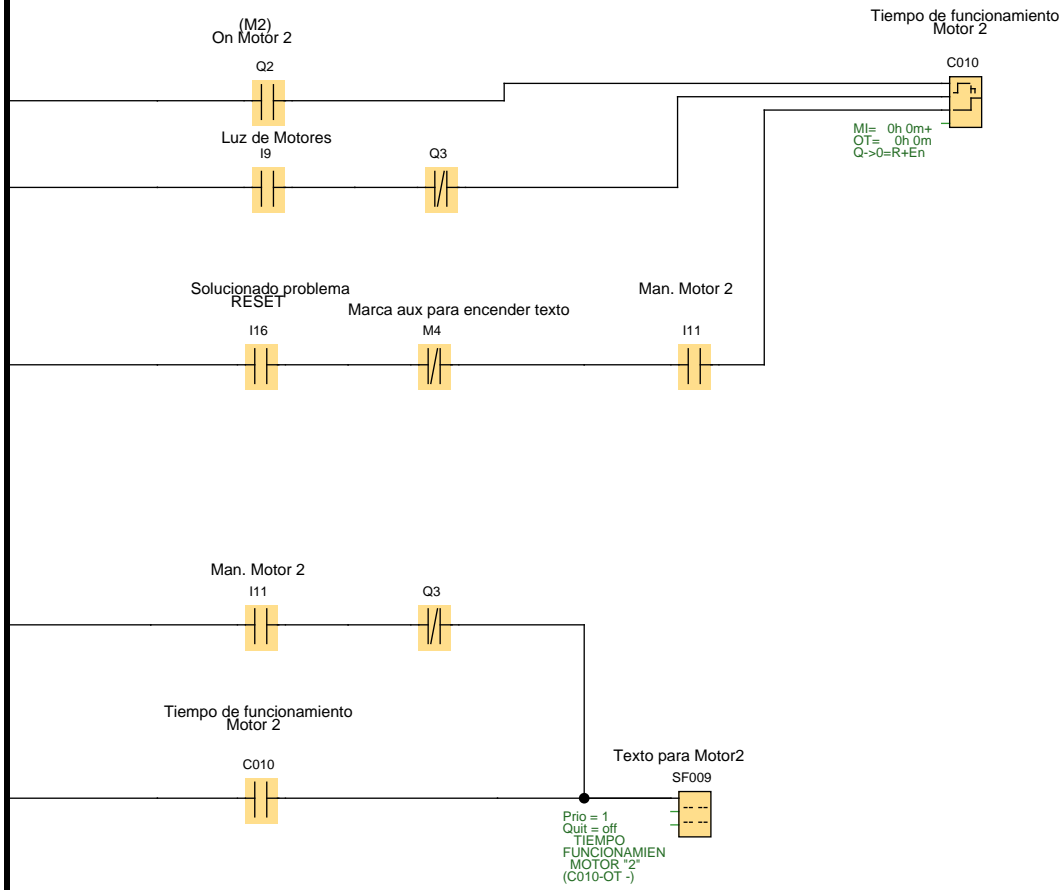 (M2)
On Motor 2
Q2
Tiempo de funcionamiento
Motor 2
C010
MI=   0h 0m+
OT=   0h 0m
Q->0=R+En
Luz de Motores
I9
Q3
Solucionado problema
RESET
I16
Marca aux para encender texto
M4
Man. Motor 2
I11
Man. Motor 2
I11
Q3
Tiempo de funcionamiento
Motor 2
C010
Texto para Motor2
SF009
Prio = 1
Quit = off
TIEMPO
FUNCIONAMIEN
MOTOR "2"
(C010-OT -)